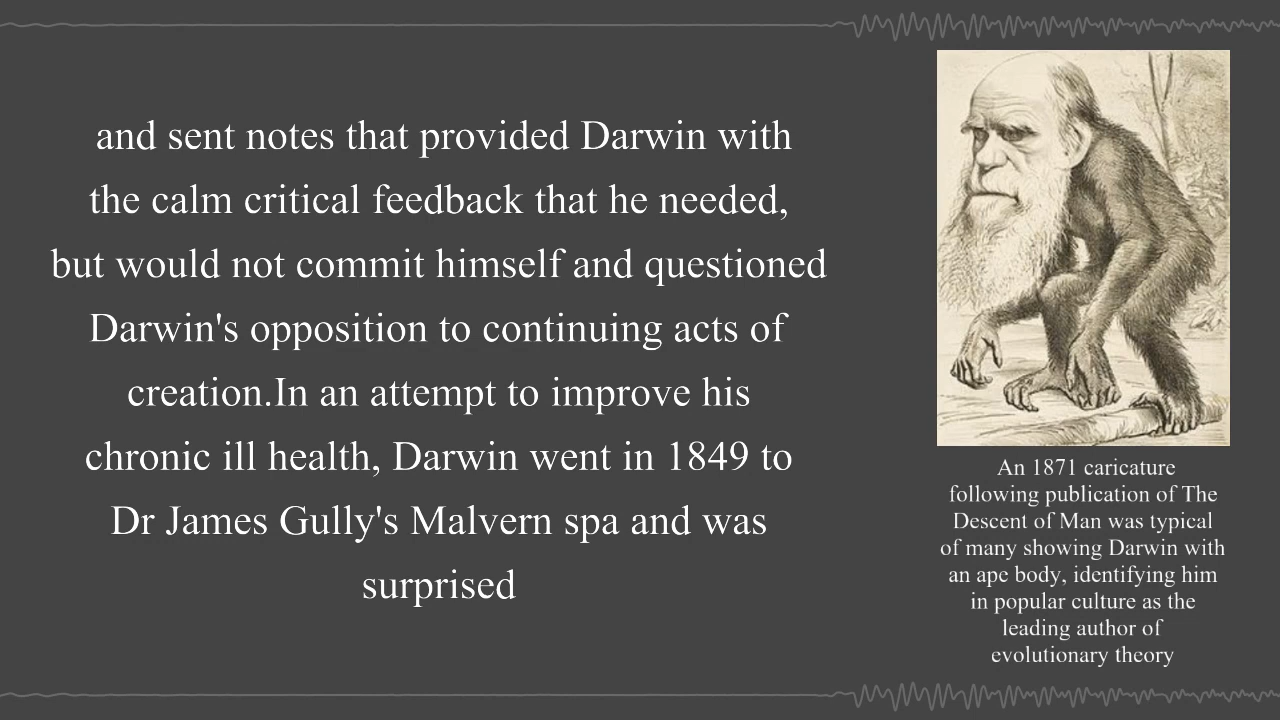 and sent notes that provided Darwin with
the calm critical feedback that he needed,
but would not commit himself and questioned
Darwin's opposition to continuing acts of
creation.In an attempt to improve his
chronic ill health, Darwin went in 1849 to
Dr James Gully's Malvern spa and was
surprised
An 1871 caricature
following publication of The
Descent of Man was typical
of many showing Darwin with
an ape body, identifying him
in popular culture as the
leading author of
evolutionary theory